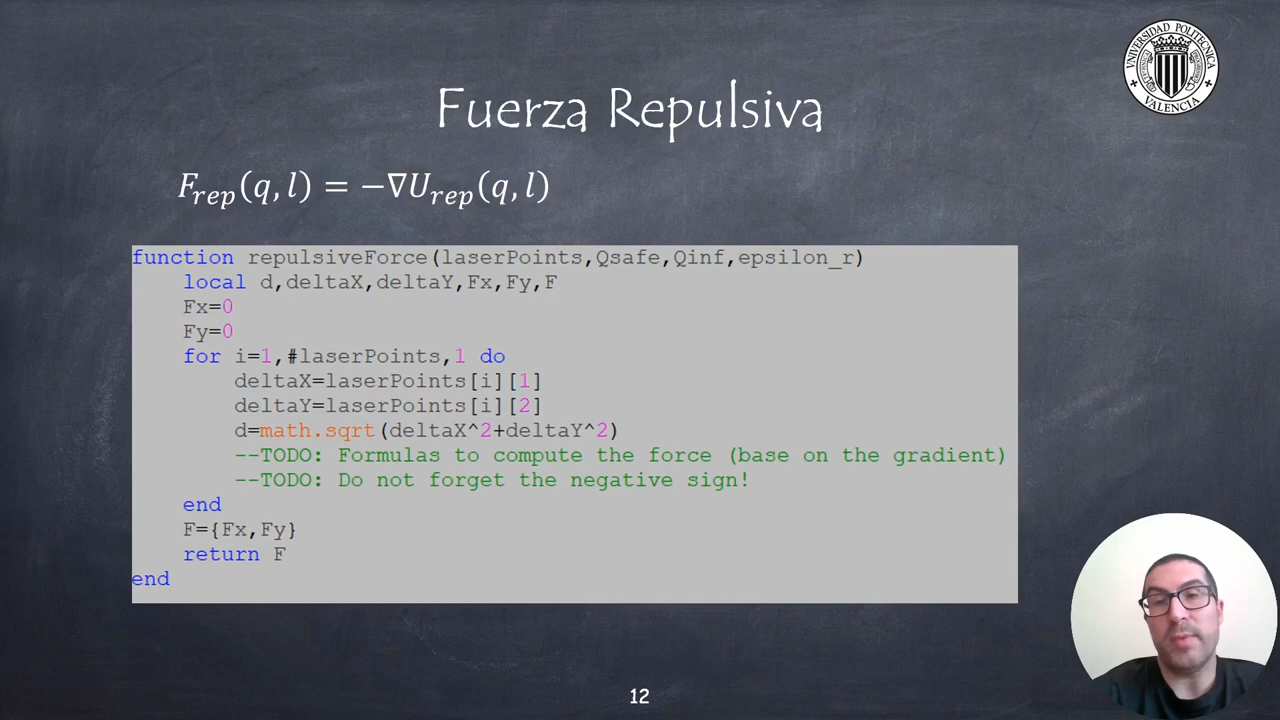 UNIVERSIDAD POLITECNICA
VALENCIA
Fuerza Repulsiva
F_rep(q, l) = −∇U_rep(q, l)
function repulsiveForce(laserPoints,Qsafe,Qinf,epsilon_r)
    local d,deltaX,deltaY,Fx,Fy,F
    Fx=0
    Fy=0
    for i=1,#laserPoints,1 do
        deltaX=laserPoints[i][1]
        deltaY=laserPoints[i][2]
        d=math.sqrt(deltaX^2+deltaY^2)
        --TODO: Formulas to compute the force (base on the gradient)
        --TODO: Do not forget the negative sign!
    end
    F={Fx,Fy}
    return F
end
12